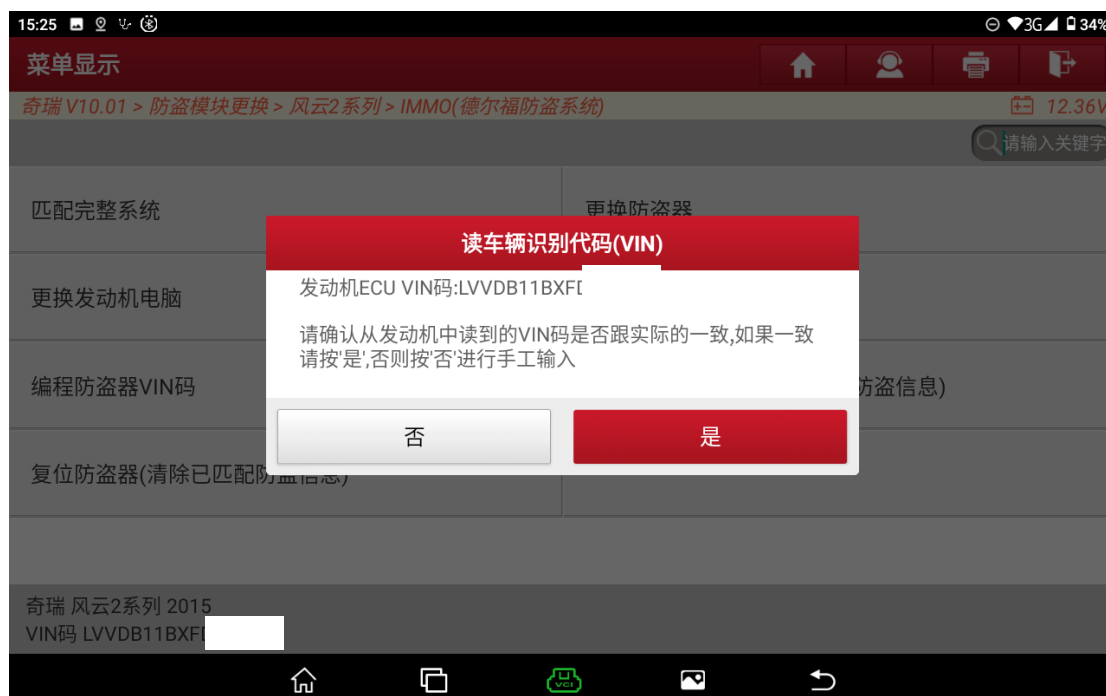 15:25
3G 34%
菜单显示
奇瑞 V10.01 > 防盗模块更换 > 风云2系列 > IMMO(德尔福防盗系统)
12.36V
请输入关键字
匹配完整系统
更换防盗器
读车辆识别代码(VIN)
发动机ECU VIN码:LVVDB11BXF
更换发动机电脑
请确认从发动机中读到的VIN码是否跟实际的一致,如果一致
请按'是',否则按'否'进行手工输入
编程防盗器VIN码
防盗信息)
否
是
复位防盗器(清除已匹配防盗信息)
奇瑞 风云2系列 2015
VIN码 LVVDB11BXF
VCI